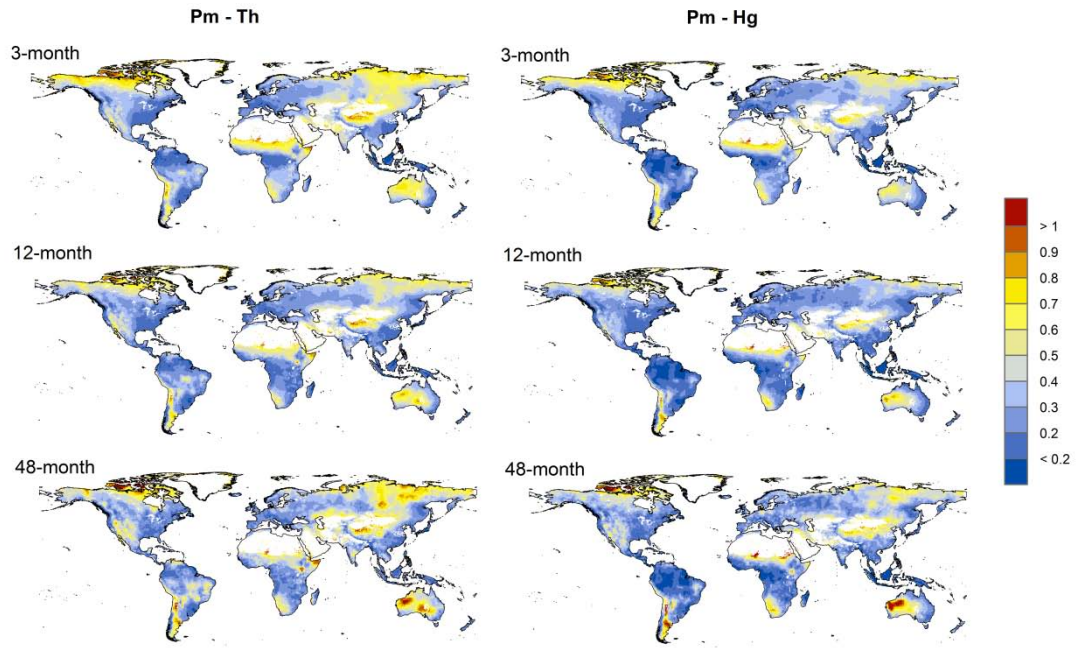 Pm - Th
Pm - Hg
3-month
3-month
12-month
12-month
48-month
48-month
> 1
0.9
0.8
0.7
0.6
0.5
0.4
0.3
0.2
< 0.2